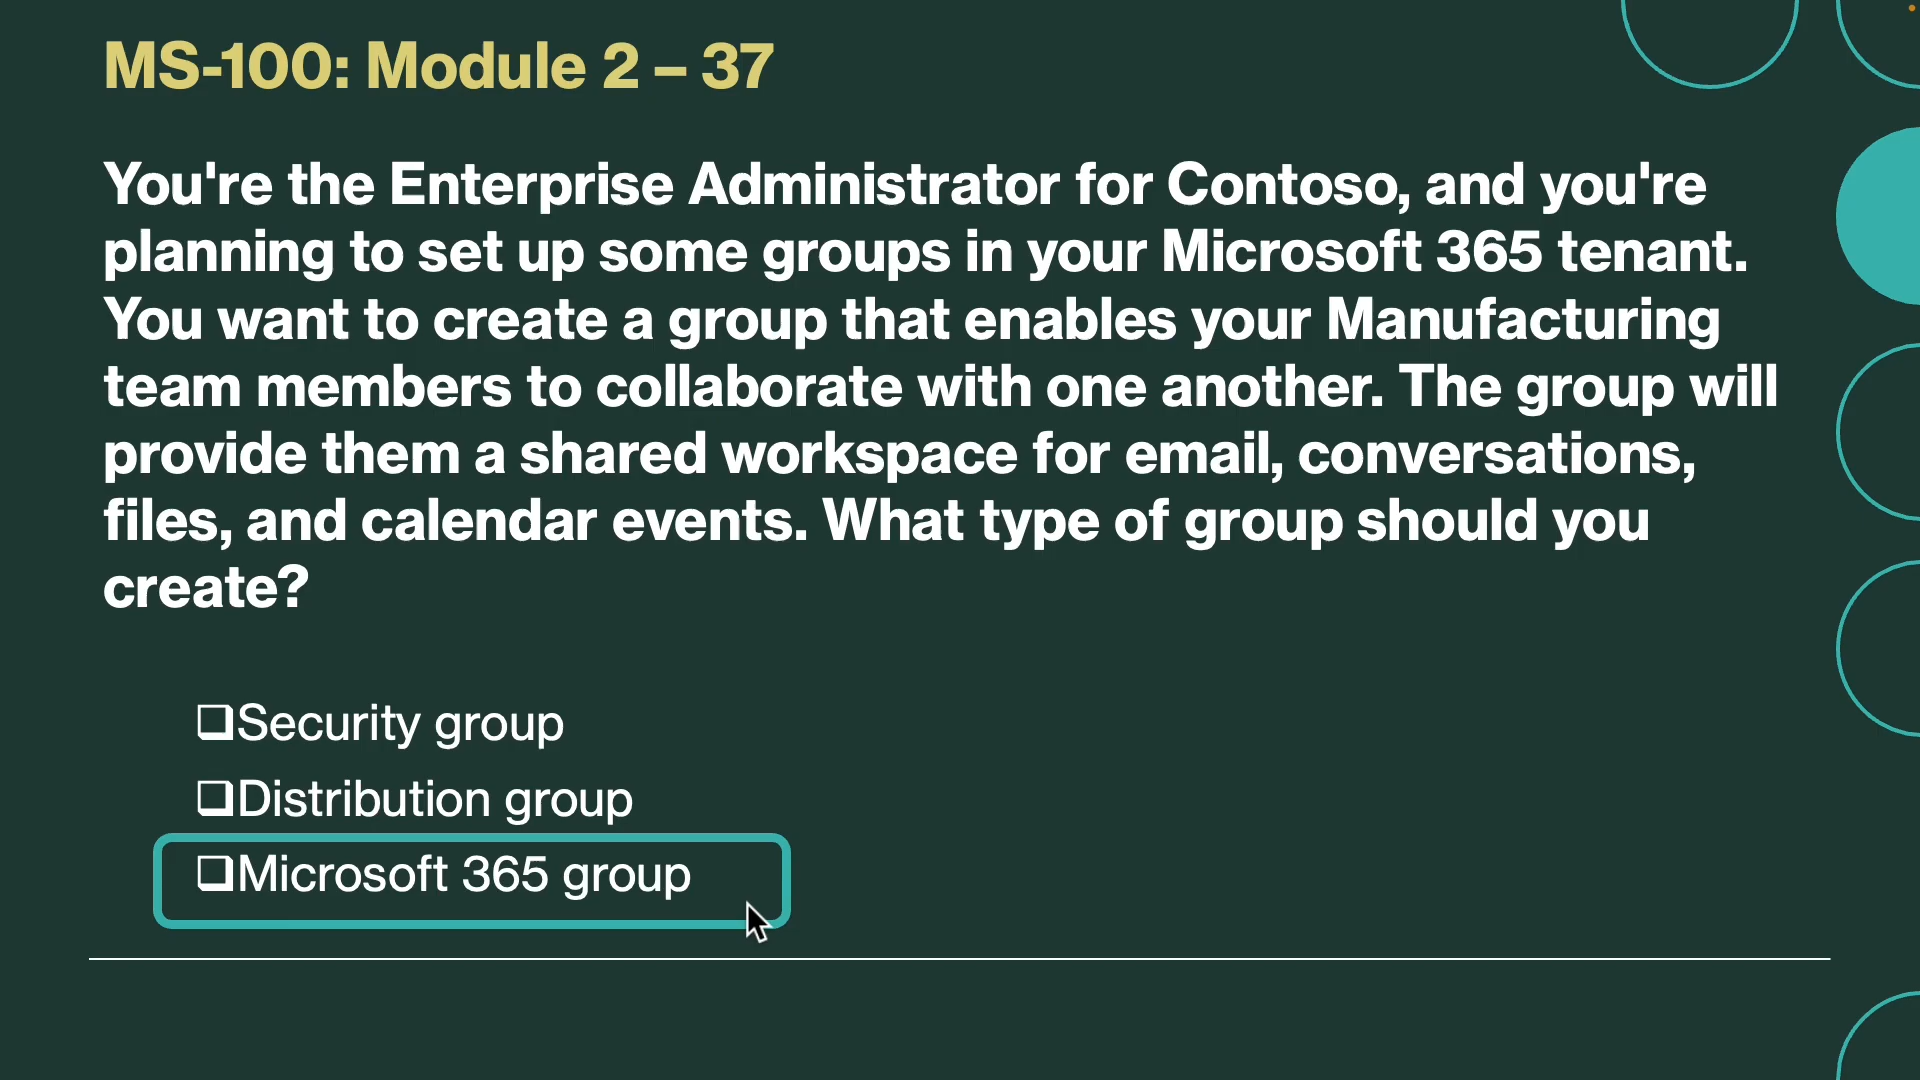 MS-100: Module 2 – 37
You're the Enterprise Administrator for Contoso, and you're
planning to set up some groups in your Microsoft 365 tenant.
You want to create a group that enables your Manufacturing
team members to collaborate with one another. The group will
provide them a shared workspace for email, conversations,
files, and calendar events. What type of group should you
create?
❑Security group
❑Distribution group
❑Microsoft 365 group